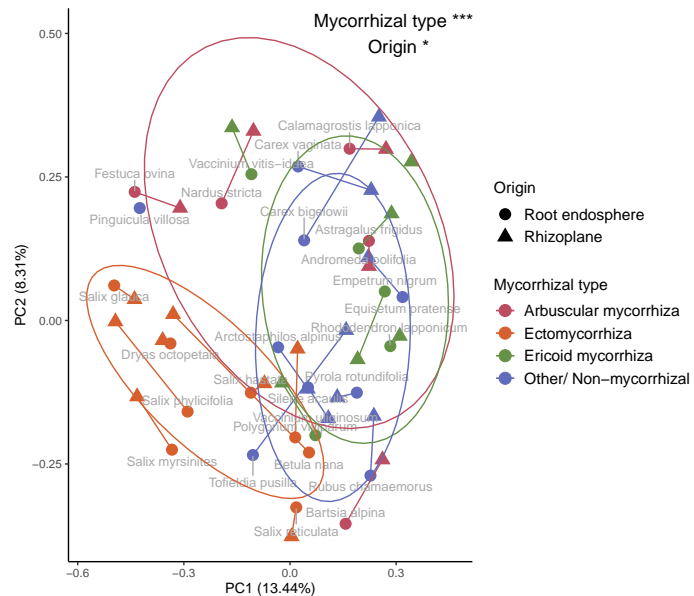 Mycorrhizal type ***
Origin *
0.50
0.25
0.00
−0.25
PC2 (8.31%)
−0.6
−0.3
0.0
0.3
PC1 (13.44%)
Calamagrostis lapponica
Carex vaginata
Vaccinium vitis−idaea
Festuca ovina
Nardus stricta
Pinguicula villosa
Carex bigelowii
Astragalus frigidus
Andromeda polifolia
Empetrum nigrum
Salix glauca
Equisetum pratense
Rhododendron lapponicum
Arctostaphilos alpinus
Dryas octopetala
Salix hastata
Pyrola rotundifolia
Silene acaulis
Salix phylicifolia
Vaccinium uliginosum
Polygonum viviparum
Salix myrsinites
Betula nana
Tofieldia pusilla
Rubus chamaemorus
Bartsia alpina
Salix reticulata
Origin
Root endosphere
Rhizoplane
Mycorrhizal type
Arbuscular mycorrhiza
Ectomycorrhiza
Ericoid mycorrhiza
Other/ Non−mycorrhizal